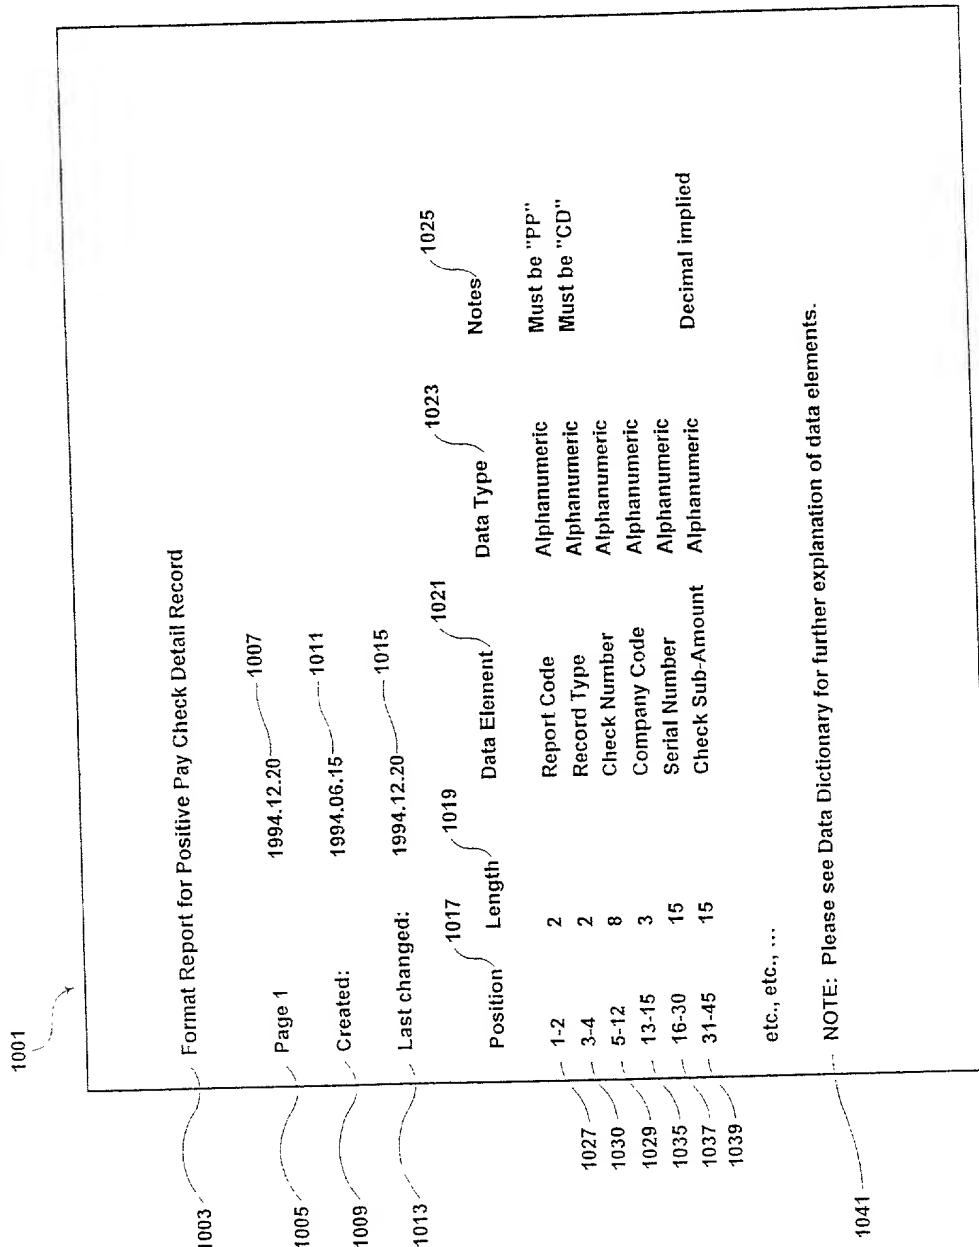 1001
1003 Format Report for Positive Pay Check Detail Record
1005 Page 1 1994.12.20 1007
1009 Created: 1994.06.15 1011
1013 Last changed: 1994.12.20 1015
1017 1019 1021 1023 1025
Position Length Data Element Data Type Notes
1027 1-2 2 Report Code Alphanumeric Must be "PP"
1030 3-4 2 Record Type Alphanumeric Must be "CD"
1029 5-12 8 Check Number Alphanumeric
1035 13-15 3 Company Code Alphanumeric
1037 16-30 15 Serial Number Alphanumeric
1039 31-45 15 Check Sub-Amount Alphanumeric Decimal implied
etc., etc., ...
1041 NOTE: Please see Data Dictionary for further explanation of data elements.